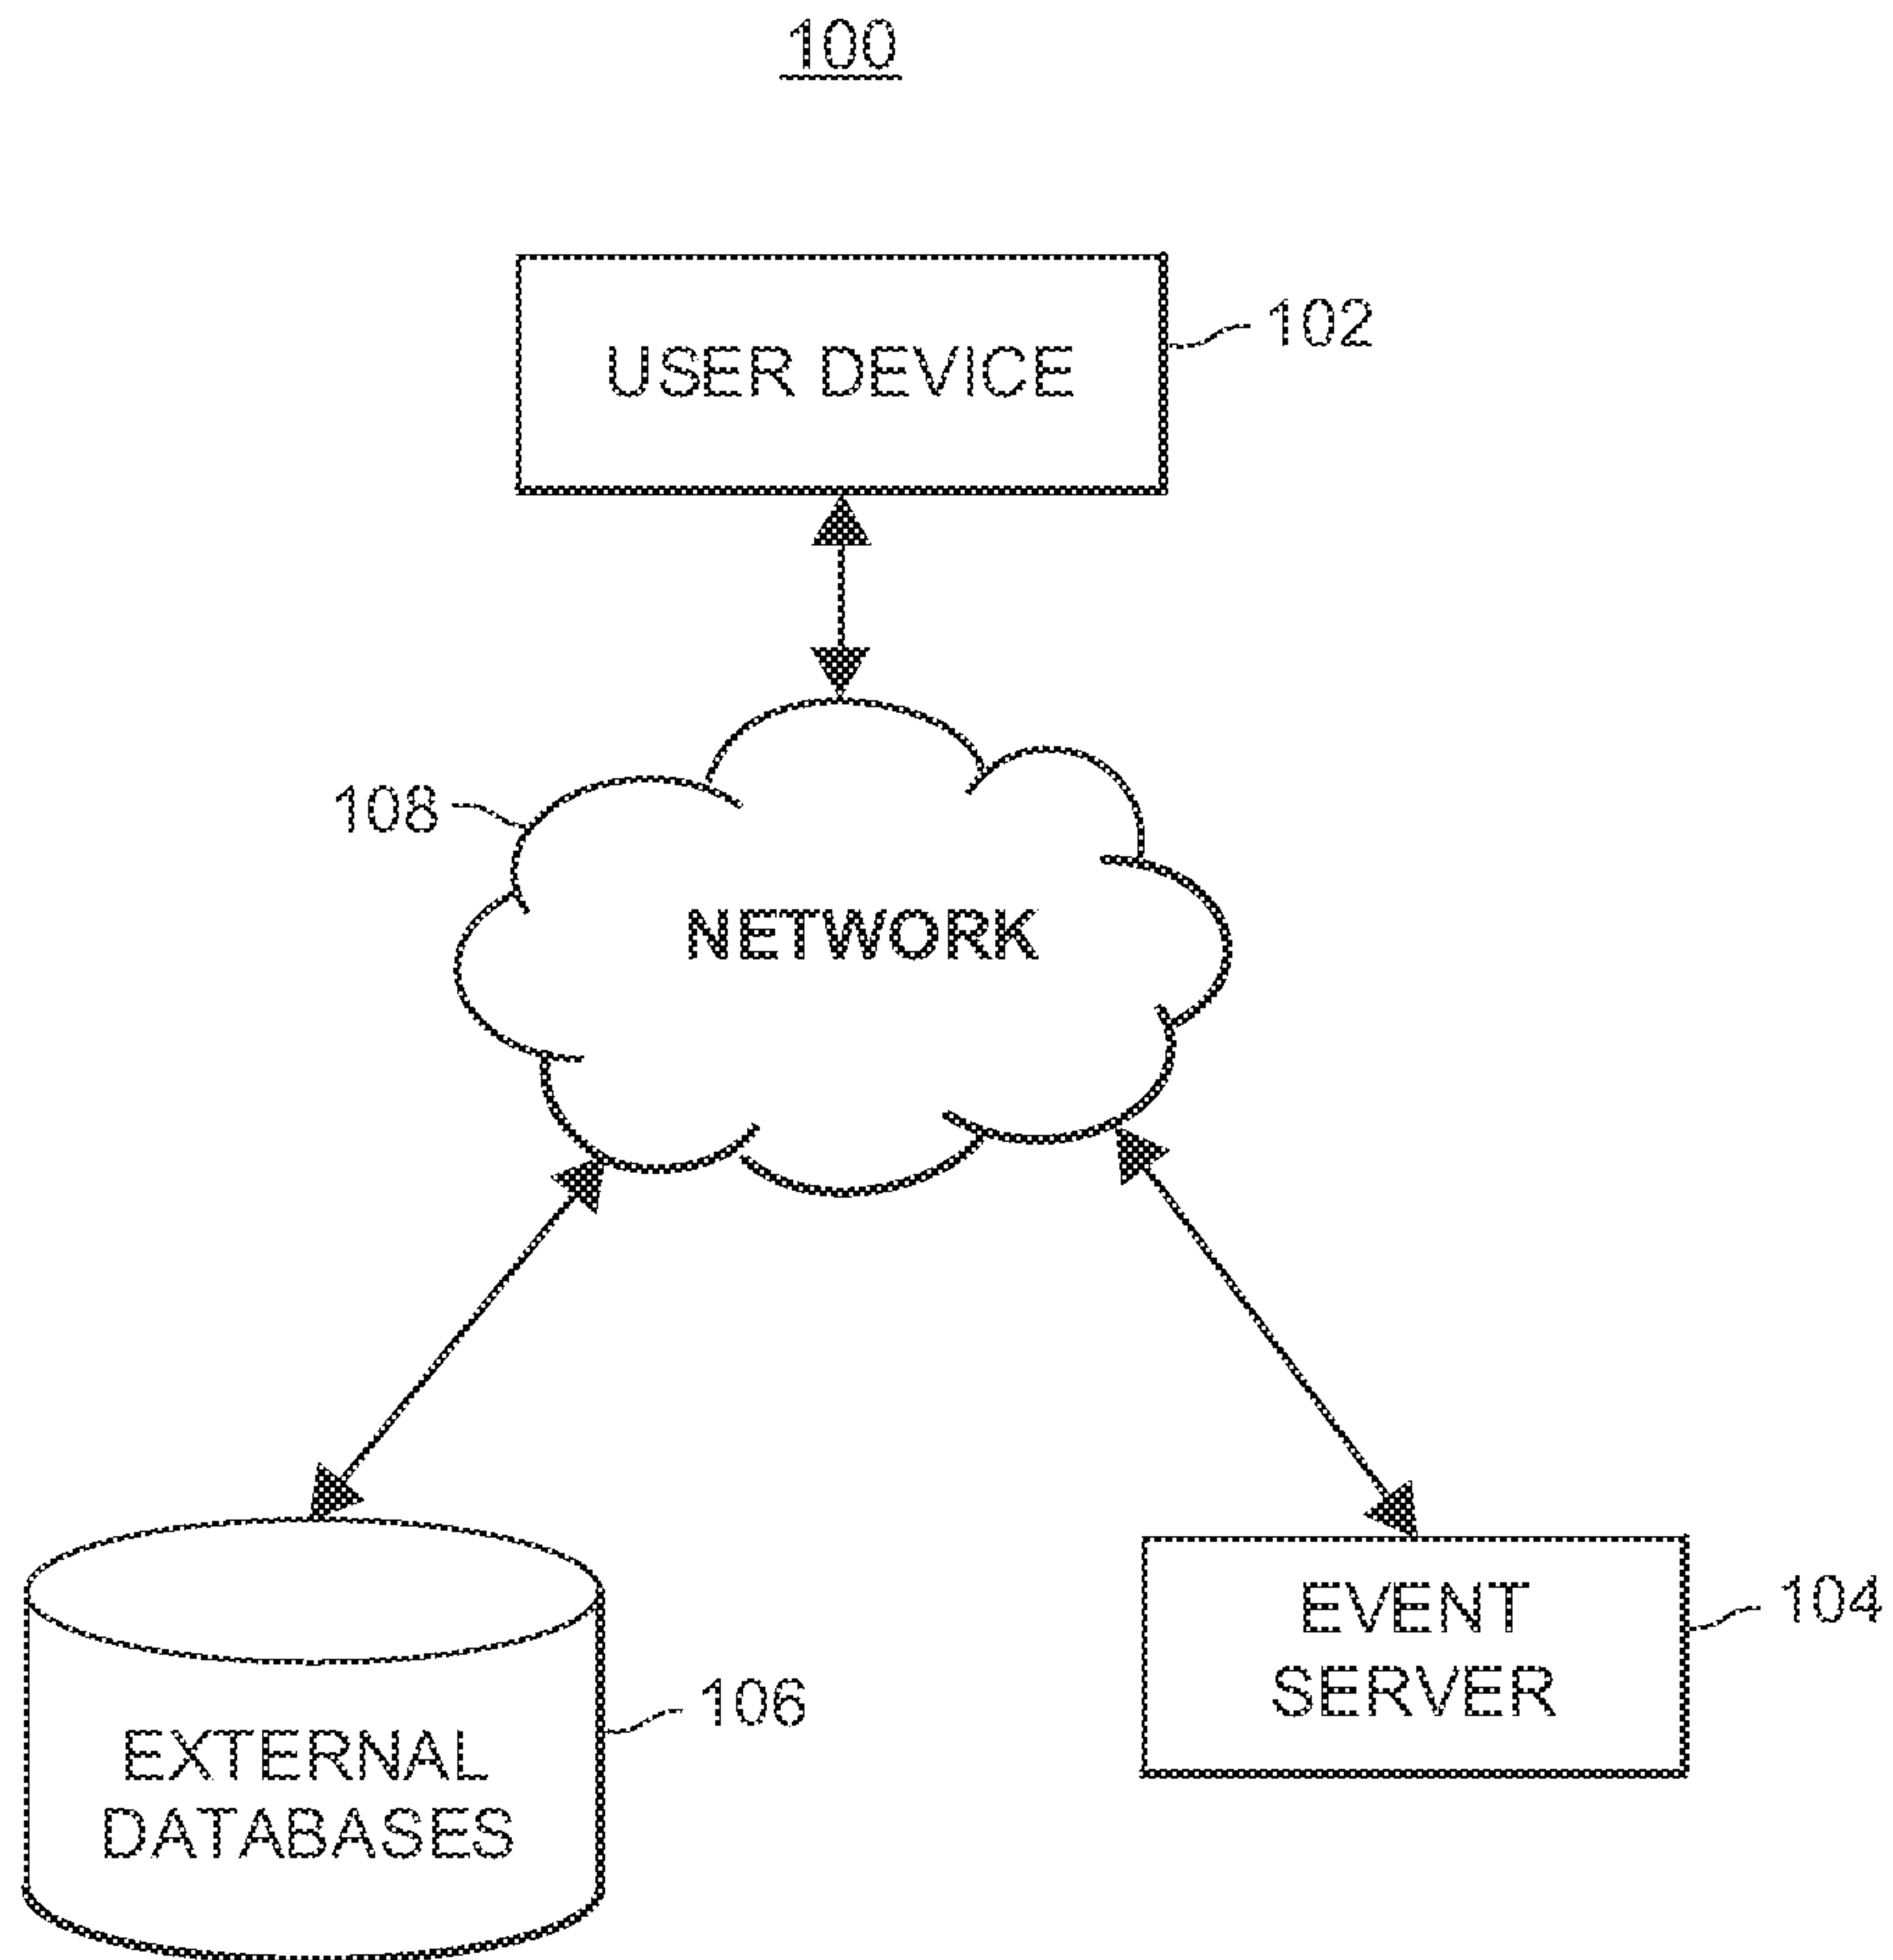 100
USER DEVICE
102
108
NETWORK
EVENT
SERVER
104
106
EXTERNAL
DATABASES